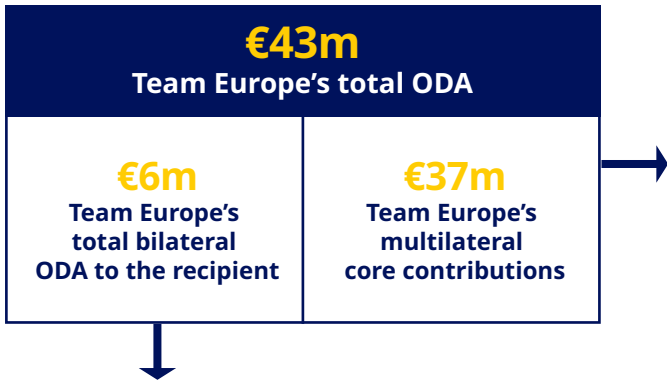 €43m
Team Europe’s total ODA
€6m
Team Europe’s
total bilateral
ODA to the recipient
€37m
Team Europe’s
multilateral
core contributions